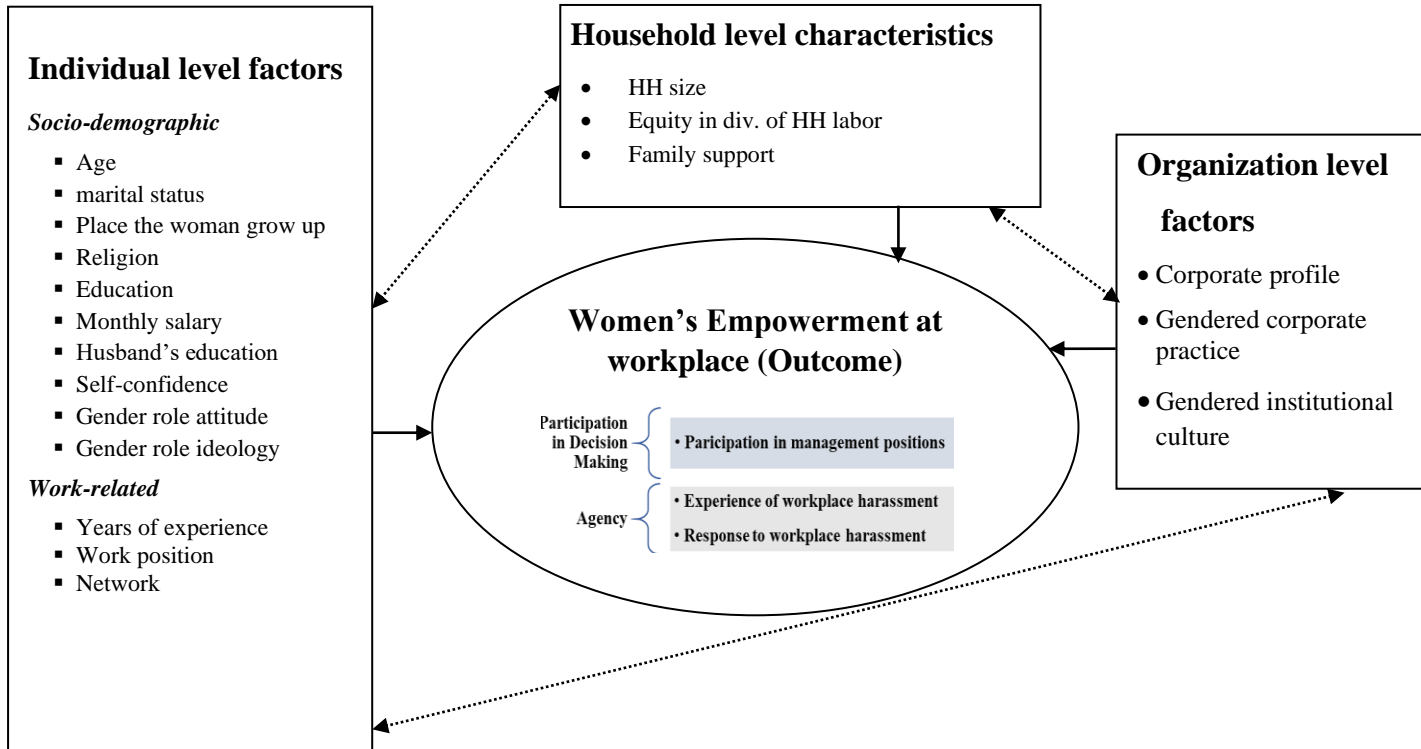 Individual level factors
Socio-demographic
▪ Age
▪ marital status
▪ Place the woman grow up
▪ Religion
▪ Education
▪ Monthly salary
▪ Husband’s education
▪ Self-confidence
▪ Gender role attitude
▪ Gender role ideology
Work-related
▪ Years of experience
▪ Work position
▪ Network
Household level characteristics
• HH size
• Equity in div. of HH labor
• Family support
Organization level
factors
• Corporate profile
• Gendered corporate
practice
• Gendered institutional
culture
Women’s Empowerment at
workplace (Outcome)
Participation
in Decision
Making
• Paricipation in management positions
Agency
• Experience of workplace harassment
• Response to workplace harassment